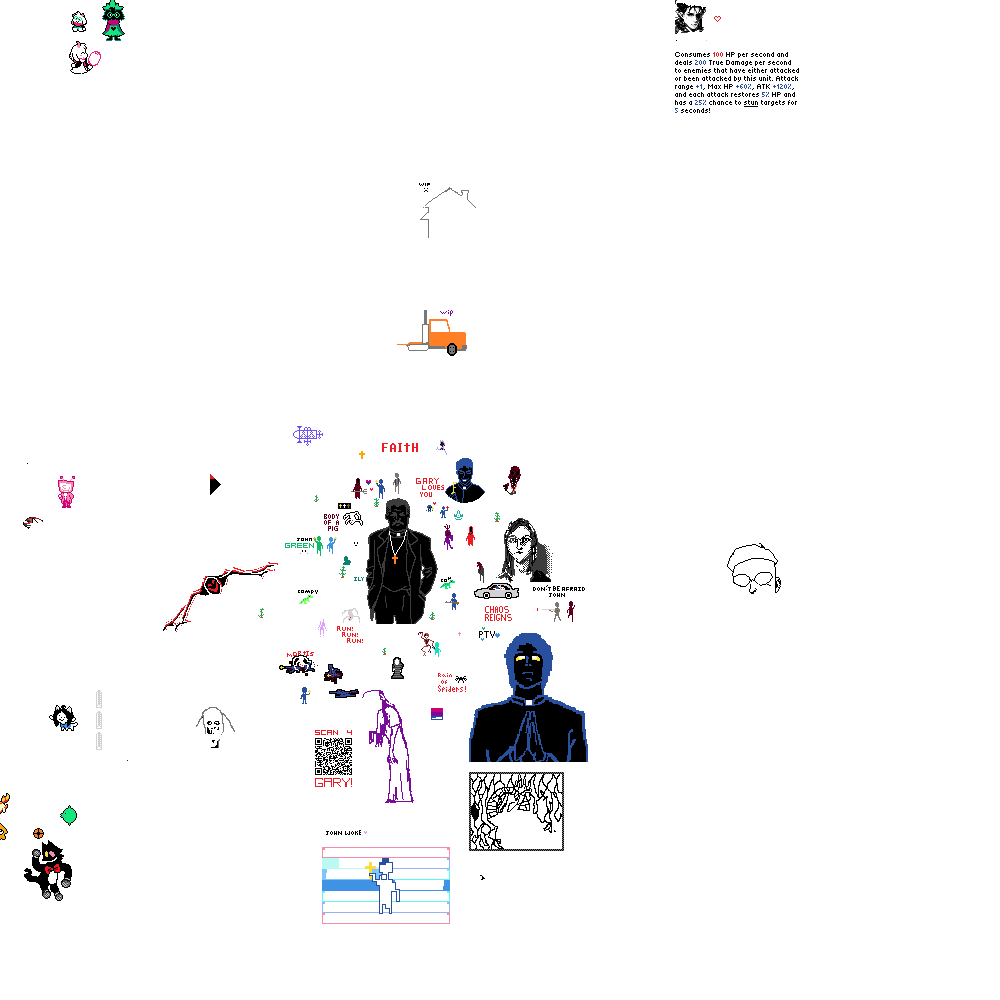 Consumes 100 HP per second and
deals 200 True Damage per second
to enemies that have either attacked
or been attacked by this unit. Attack
range +1, Max HP +60%, ATK +120%,
and each attack restores 5% HP and
has a 25% chance to stun targets for
5 seconds!
WIP
wip
FAITH
GARY
LOVES
YOU
BODY
OF A
PIG
JOHN
GREEN
ILY
COMPY
DON'T BE AFRAID
JOHN
CHAOS
REIGNS
RUN!
RUN!
RUN!
PTV
MORTIS
Rain
of
Spiders!
SCAN 4
GARY!
JOHN WOKE